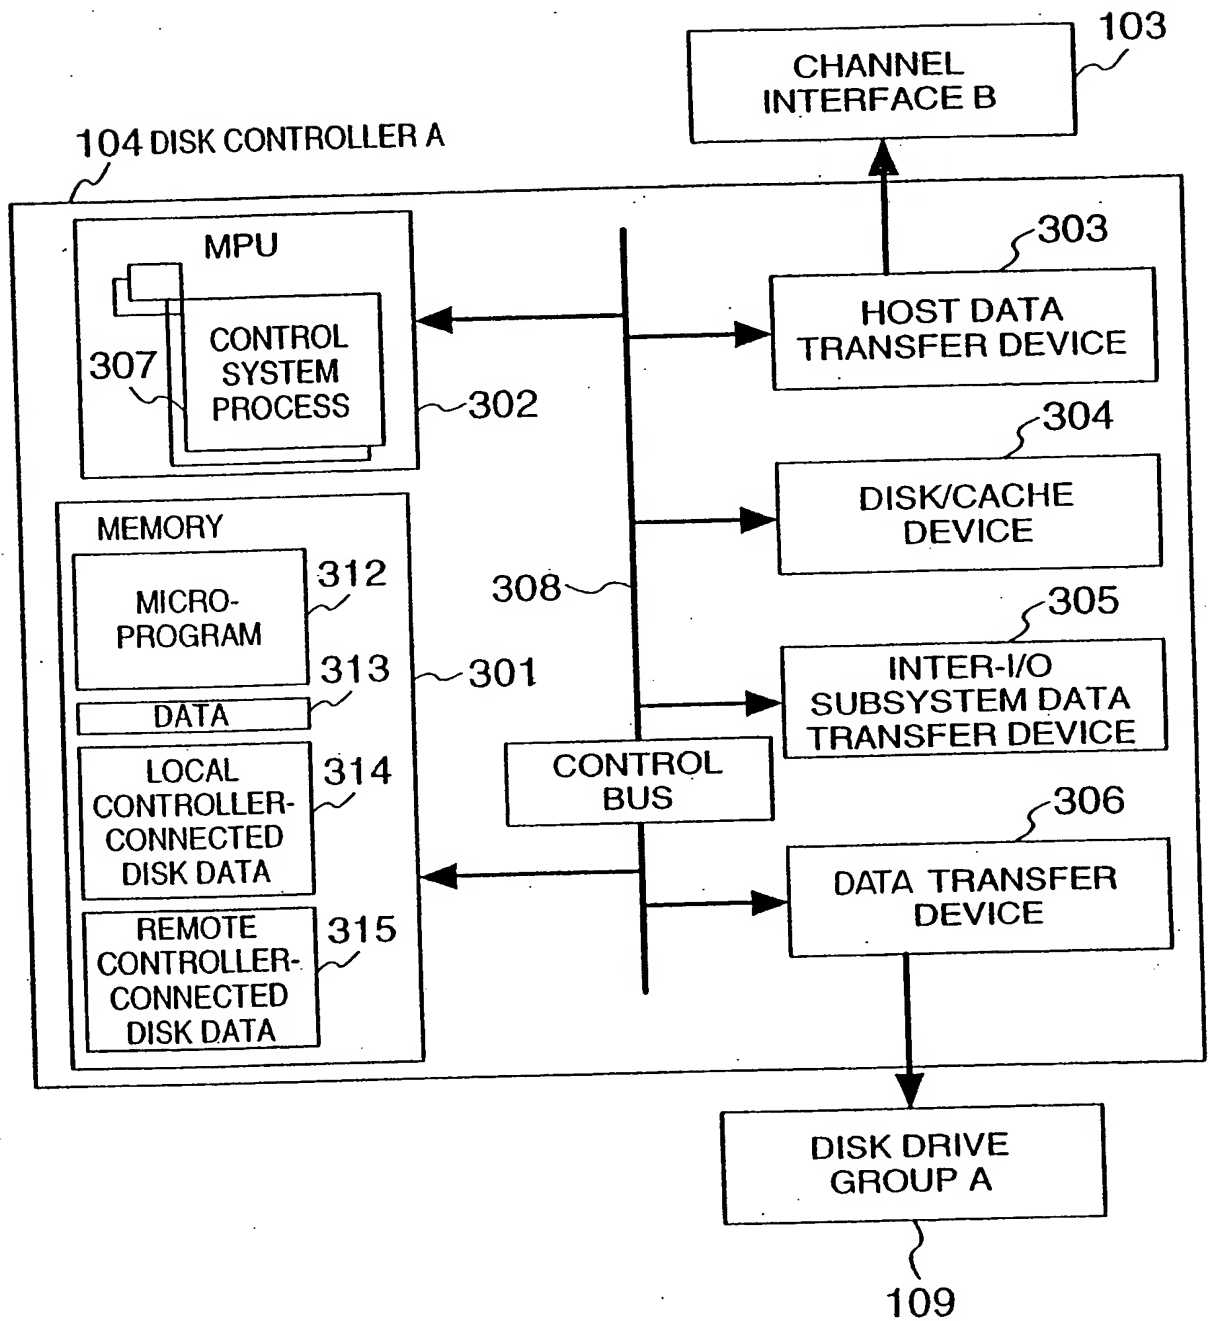 103
CHANNEL
INTERFACE B
104 DISK CONTROLLER A
MPU
307
CONTROL
SYSTEM
PROCESS
302
303
HOST DATA
TRANSFER DEVICE
304
DISK/CACHE
DEVICE
MEMORY
312
MICRO-
PROGRAM
313
DATA
301
314
LOCAL
CONTROLLER-
CONNECTED
DISK DATA
315
REMOTE
CONTROLLER-
CONNECTED
DISK DATA
308
305
INTER-I/O
SUBSYSTEM DATA
TRANSFER DEVICE
CONTROL
BUS
306
DATA TRANSFER
DEVICE
DISK DRIVE
GROUP A
109